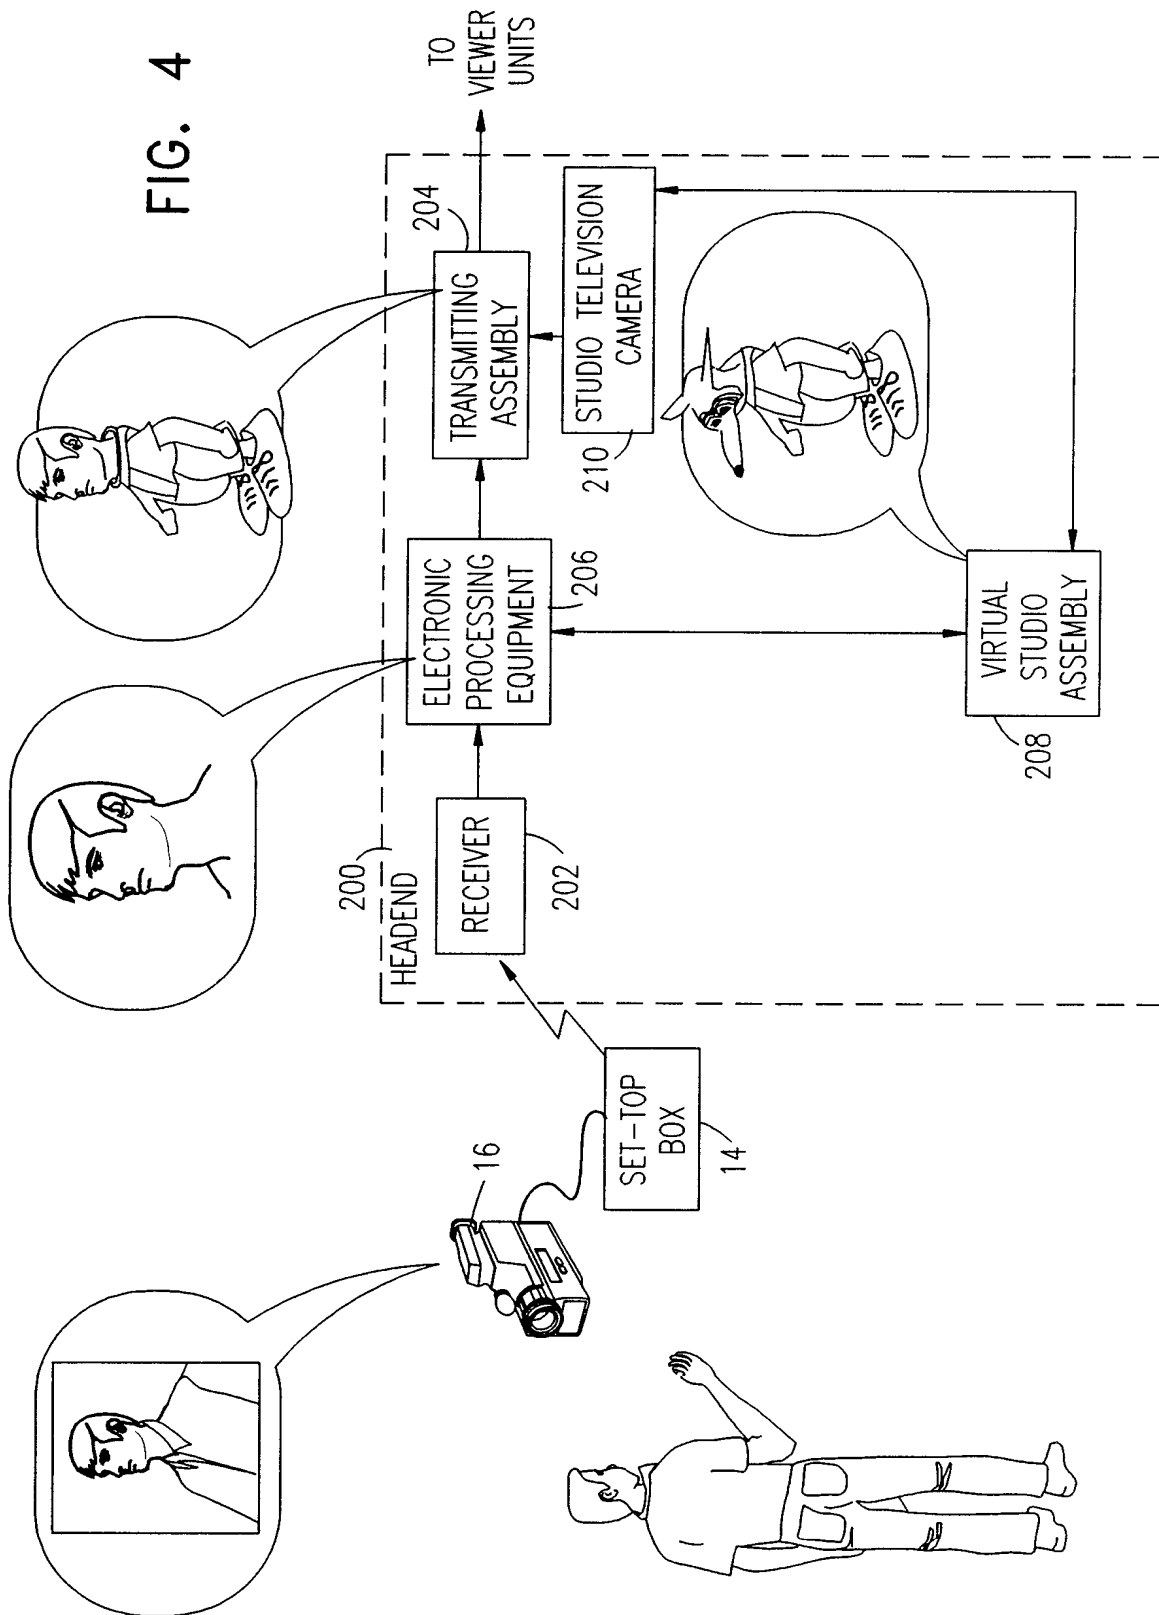 FIG. 4
16
SET-TOP
BOX
14
200
HEADEND
RECEIVER
202
ELECTRONIC
PROCESSING
EQUIPMENT
206
TRANSMITTING
ASSEMBLY
204
TO
VIEWER
UNITS
STUDIO TELEVISION
CAMERA
210
VIRTUAL
STUDIO
ASSEMBLY
208